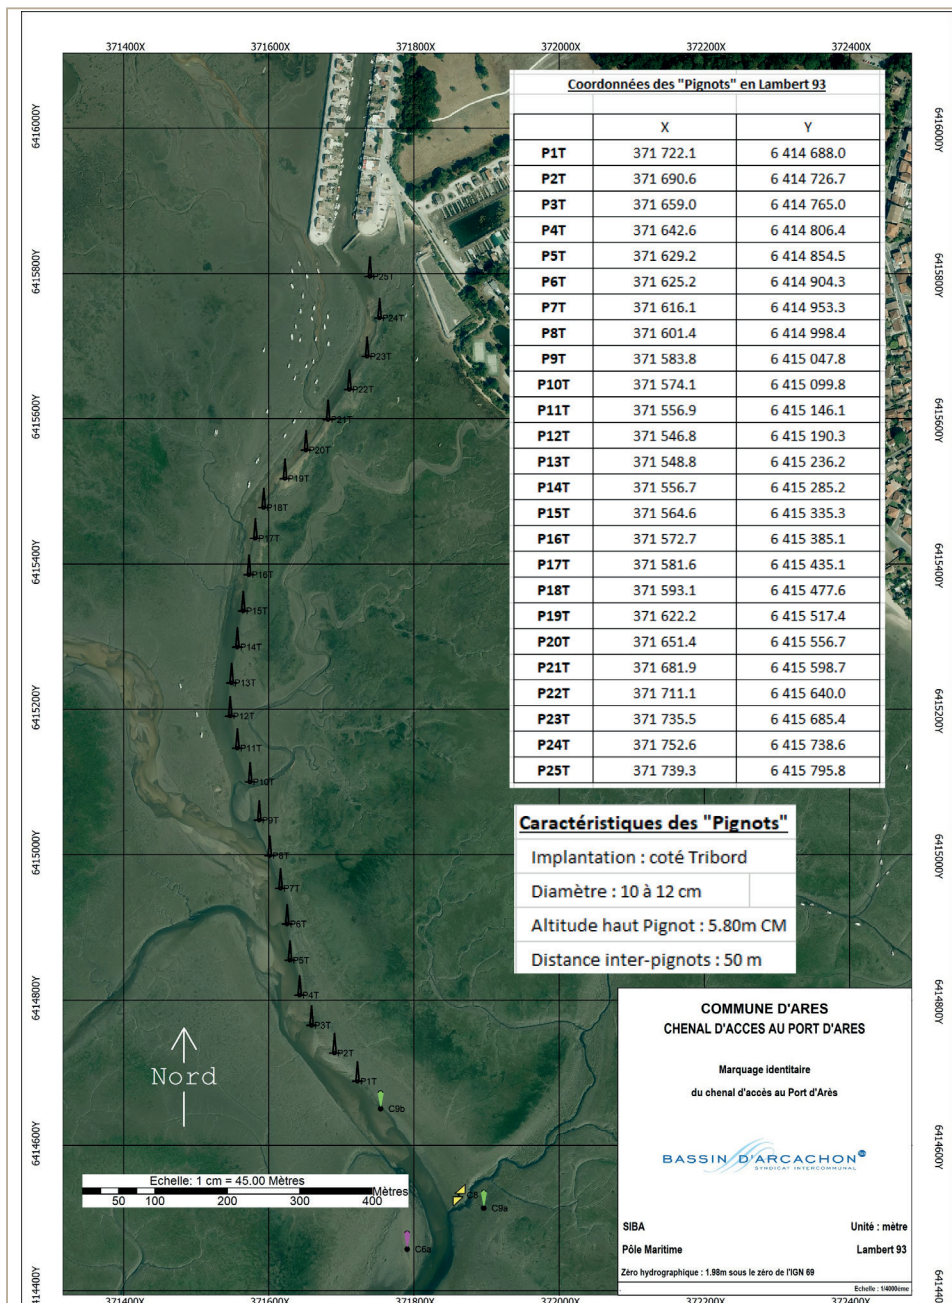 371400X 371600X 371800X 372000X 372200X 372400X
6416000Y 6416000Y
6415800Y 6415800Y
6415600Y 6415600Y
6415400Y 6415400Y
6415200Y 6415200Y
6415000Y 6415000Y
6414800Y 6414800Y
6414600Y 6414600Y
6414400Y
Coordonnées des "Pignots" en Lambert 93
X Y
P1T 371 722.1 6 414 688.0
P2T 371 690.6 6 414 726.7
P3T 371 659.0 6 414 765.0
P4T 371 642.6 6 414 806.4
P5T 371 629.2 6 414 854.5
P6T 371 625.2 6 414 904.3
P7T 371 616.1 6 414 953.3
P8T 371 601.4 6 414 998.4
P9T 371 583.8 6 415 047.8
P10T 371 574.1 6 415 099.8
P11T 371 556.9 6 415 146.1
P12T 371 546.8 6 415 190.3
P13T 371 548.8 6 415 236.2
P14T 371 556.7 6 415 285.2
P15T 371 564.6 6 415 335.3
P16T 371 572.7 6 415 385.1
P17T 371 581.6 6 415 435.1
P18T 371 593.1 6 415 477.6
P19T 371 622.2 6 415 517.4
P20T 371 651.4 6 415 556.7
P21T 371 681.9 6 415 598.7
P22T 371 711.1 6 415 640.0
P23T 371 735.5 6 415 685.4
P24T 371 752.6 6 415 738.6
P25T 371 739.3 6 415 795.8
P25T
P24T
P23T
P22T
P21T
P20T
P19T
P18T
P17T
P16T
P15T
P14T
P13T
P12T
P11T
P10T
P9T
P8T
P7T
P6T
P5T
P4T
P3T
P2T
P1T
C9b
C8
C9a
C6a
Caractéristiques des "Pignots"
Implantation : coté Tribord
Diamètre : 10 à 12 cm
Altitude haut Pignot : 5.80m CM
Distance inter-pignots : 50 m
Nord
Echelle: 1 cm = 45.00 Mètres
Mètres
50 100 200 300 400
COMMUNE D'ARES
CHENAL D'ACCES AU PORT D'ARES
Marquage identitaire
du chenal d'accès au Port d'Arès
BASSIN D'ARCACHON
SYNDICAT INTERCOMMUNAL
SIBA Unité : mètre
Pôle Maritime Lambert 93
Zéro hydrographique : 1.98m sous le zéro de l'IGN 69
Echelle : 1/4000ème
371400X 371600X 371800X 372000X 372200X 372400X